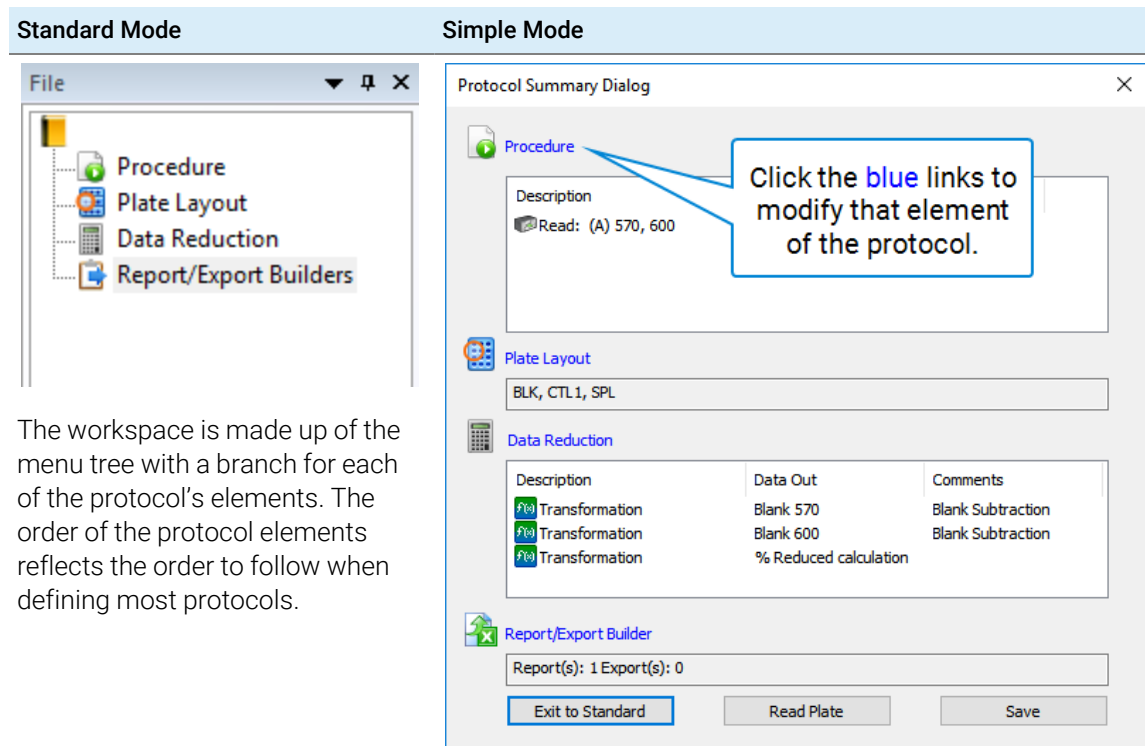 Standard Mode
Simple Mode
File
Procedure
Plate Layout
Data Reduction
Report/Export Builders
The workspace is made up of the
menu tree with a branch for each
of the protocol’s elements. The
order of the protocol elements
reflects the order to follow when
defining most protocols.
Protocol Summary Dialog
Procedure
Description
Read: (A) 570, 600
Click the blue links to
modify that element
of the protocol.
Plate Layout
BLK, CTL1, SPL
Data Reduction
Description Data Out Comments
Transformation Blank 570 Blank Subtraction
Transformation Blank 600 Blank Subtraction
Transformation % Reduced calculation
Report/Export Builder
Report(s): 1 Export(s): 0
Exit to Standard Read Plate Save